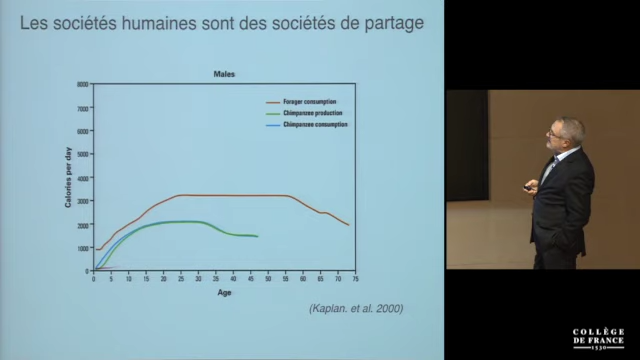 Les sociétés humaines sont des sociétés de partage
Males
8000
7000
6000
5000
4000
3000
2000
1000
0
Calories per day
Forager consumption
Chimpanzee production
Chimpanzee consumption
0 5 10 15 20 25 30 35 40 45 50 55 60 65 70 75
Age
(Kaplan. et al. 2000)
COLLÈGE
DE FRANCE
1530